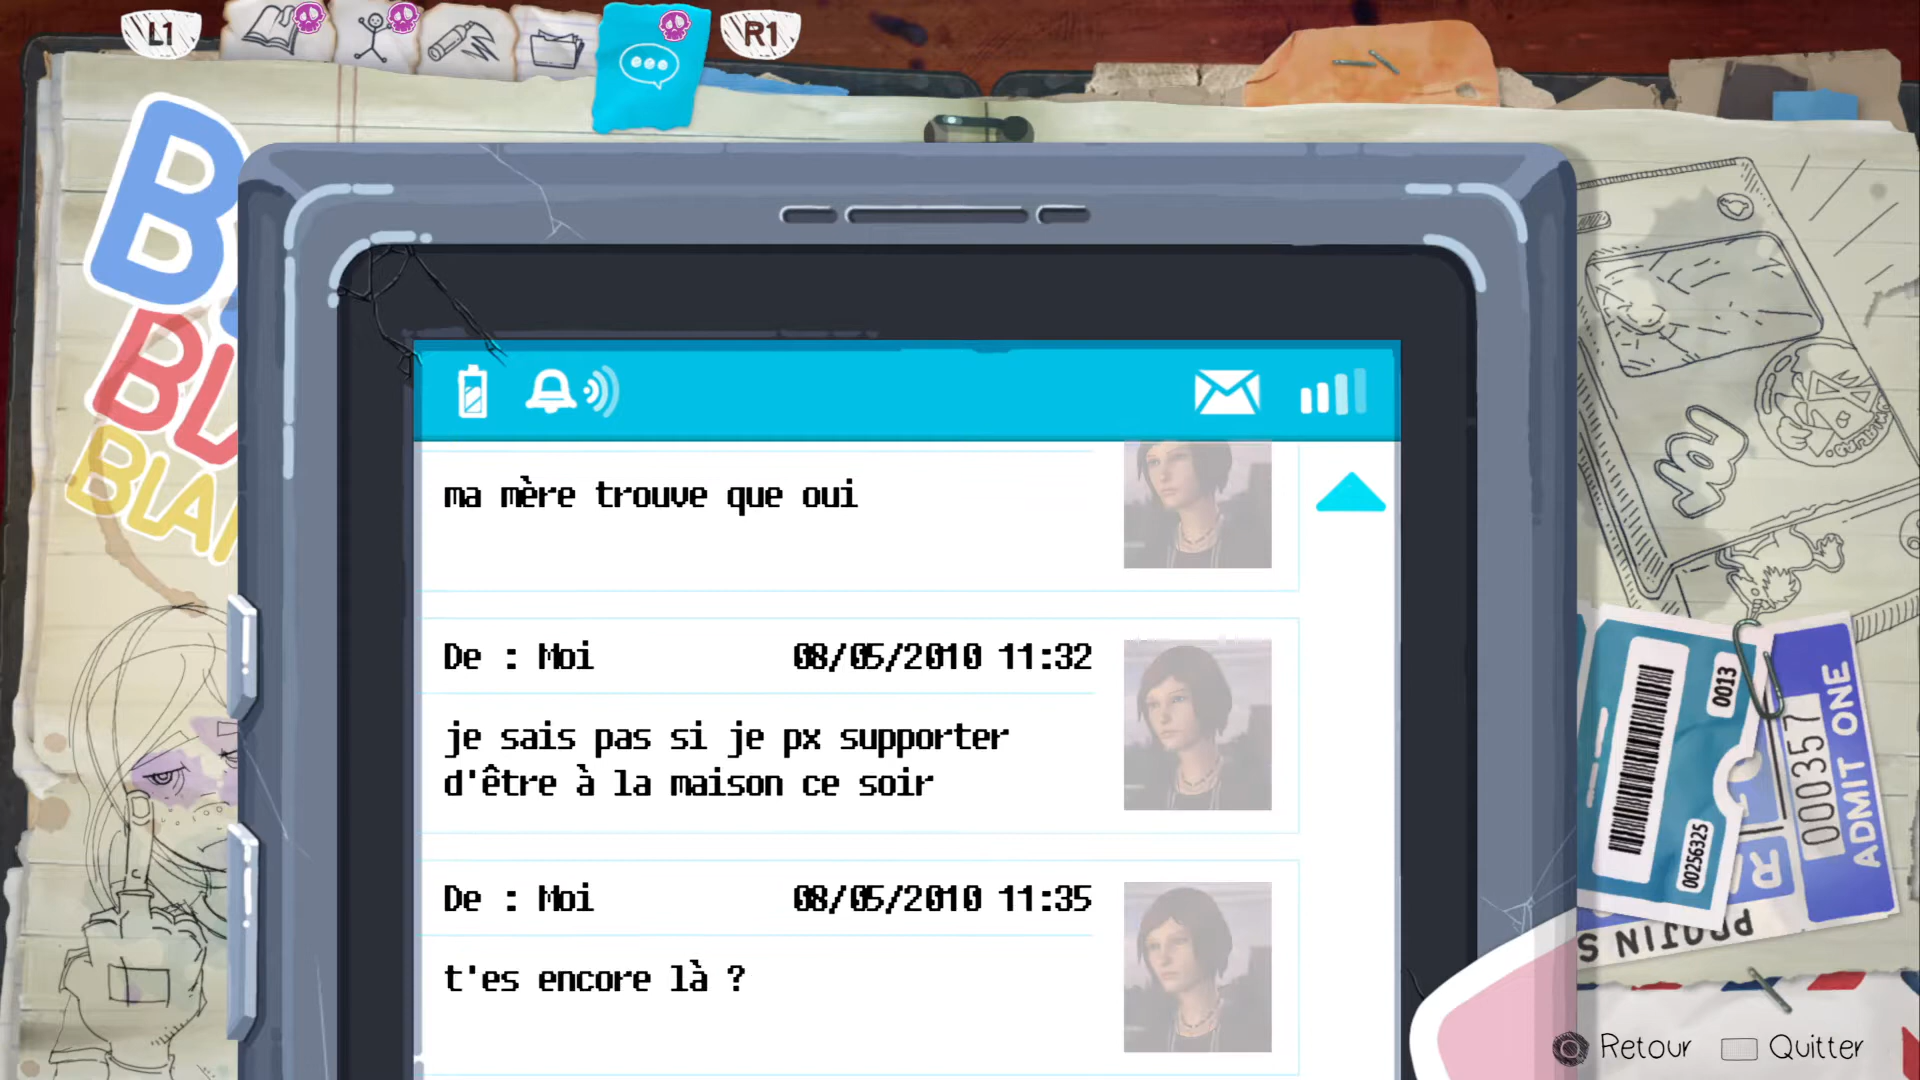 L1
R1
BLA
BLA
ma mère trouve que oui
De : Moi 08/05/2010 11:32
je sais pas si je px supporter
d'être à la maison ce soir
De : Moi 08/05/2010 11:35
t'es encore là ?
0013
00256325
000357
ADMIT ONE
Retour
Quitter